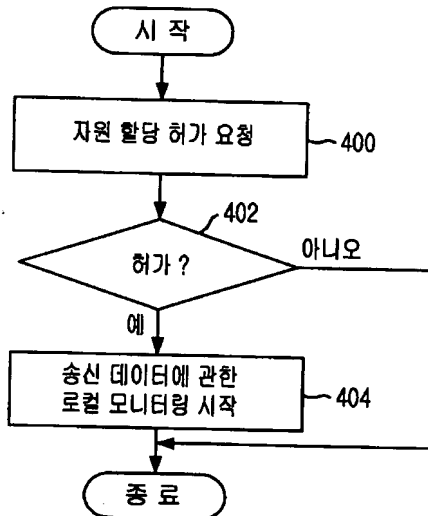 시 작
자원 할당 허가 요청
400
402
허가 ?
아니오
예
송신 데이터에 관한
로컬 모니터링 시작
404
종 료